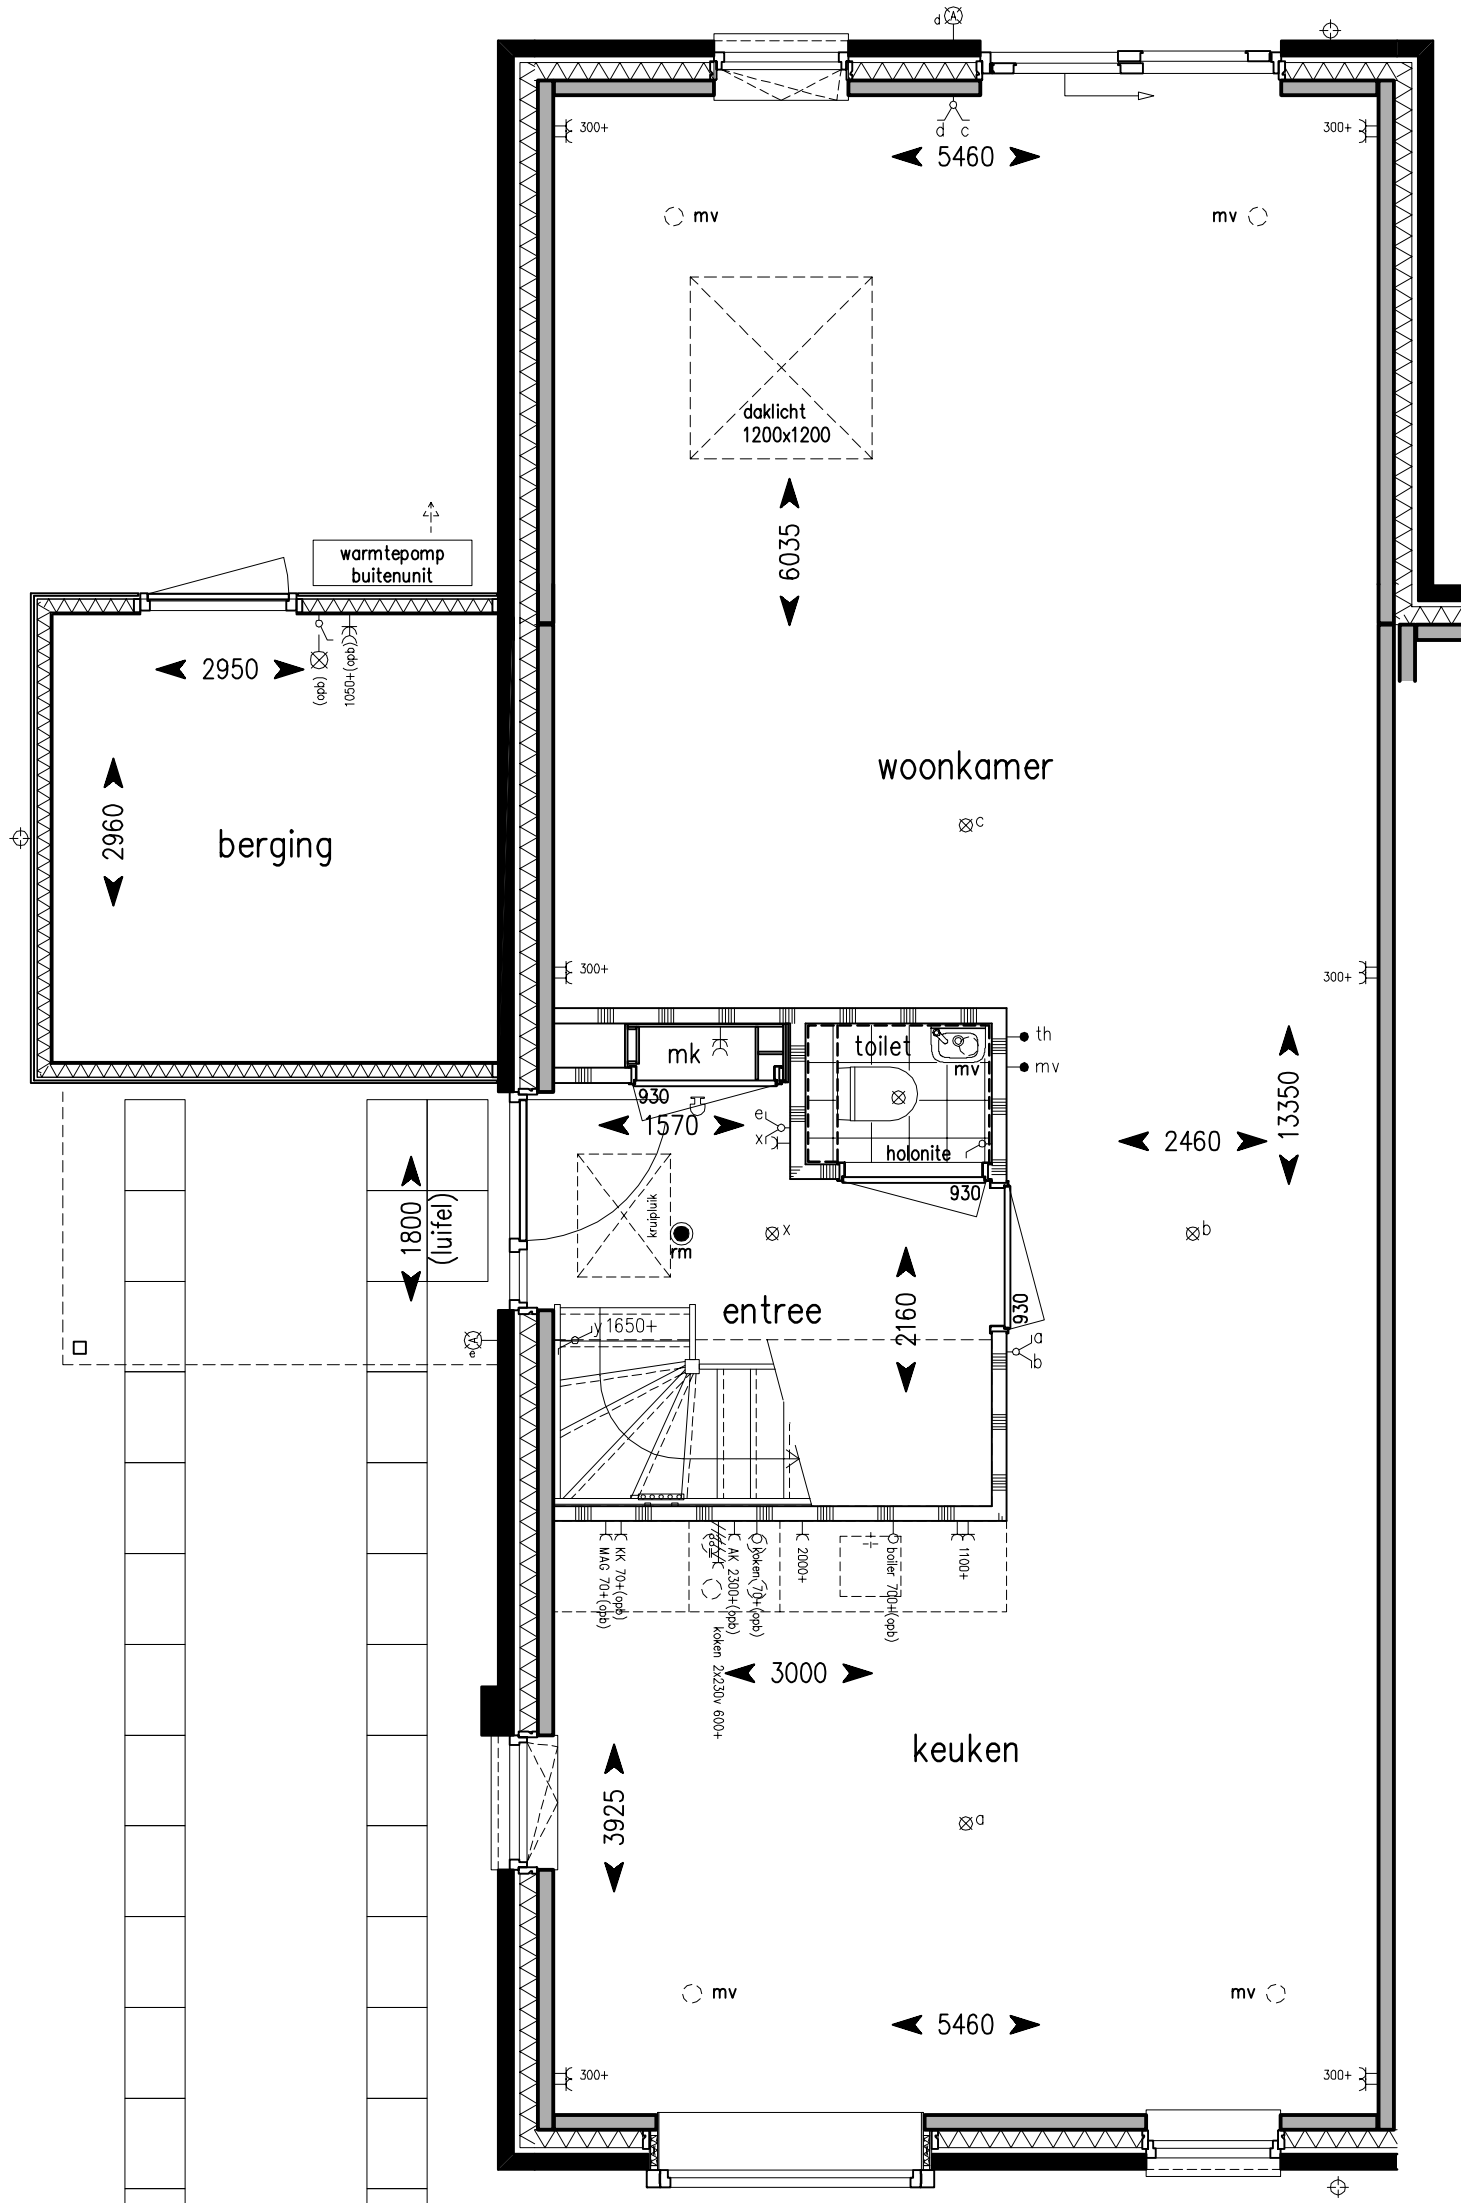 d A
300+
300+
d c
5460
mv
mv
daklicht
1200x1200
6035
warmtepomp
buitenunit
2950
(opb)
1050+(opb)
woonkamer
c
2960
berging
300+
300+
th
mk
toilet
mv
mv
930
1570
e
x
holonite
930
2460
13350
1800
(luifel)
kruipluik
rm
x
b
entree
2160
930
y 1650+
A
e
a
b
MAG 70+(opb)
KK 70+(opb)
AK 2300+(opb)
koken 70+(opb)
2000+
boiler 700+(opb)
1100+
koken 2x230v 600+
3000
keuken
3925
a
mv
mv
5460
300+
300+